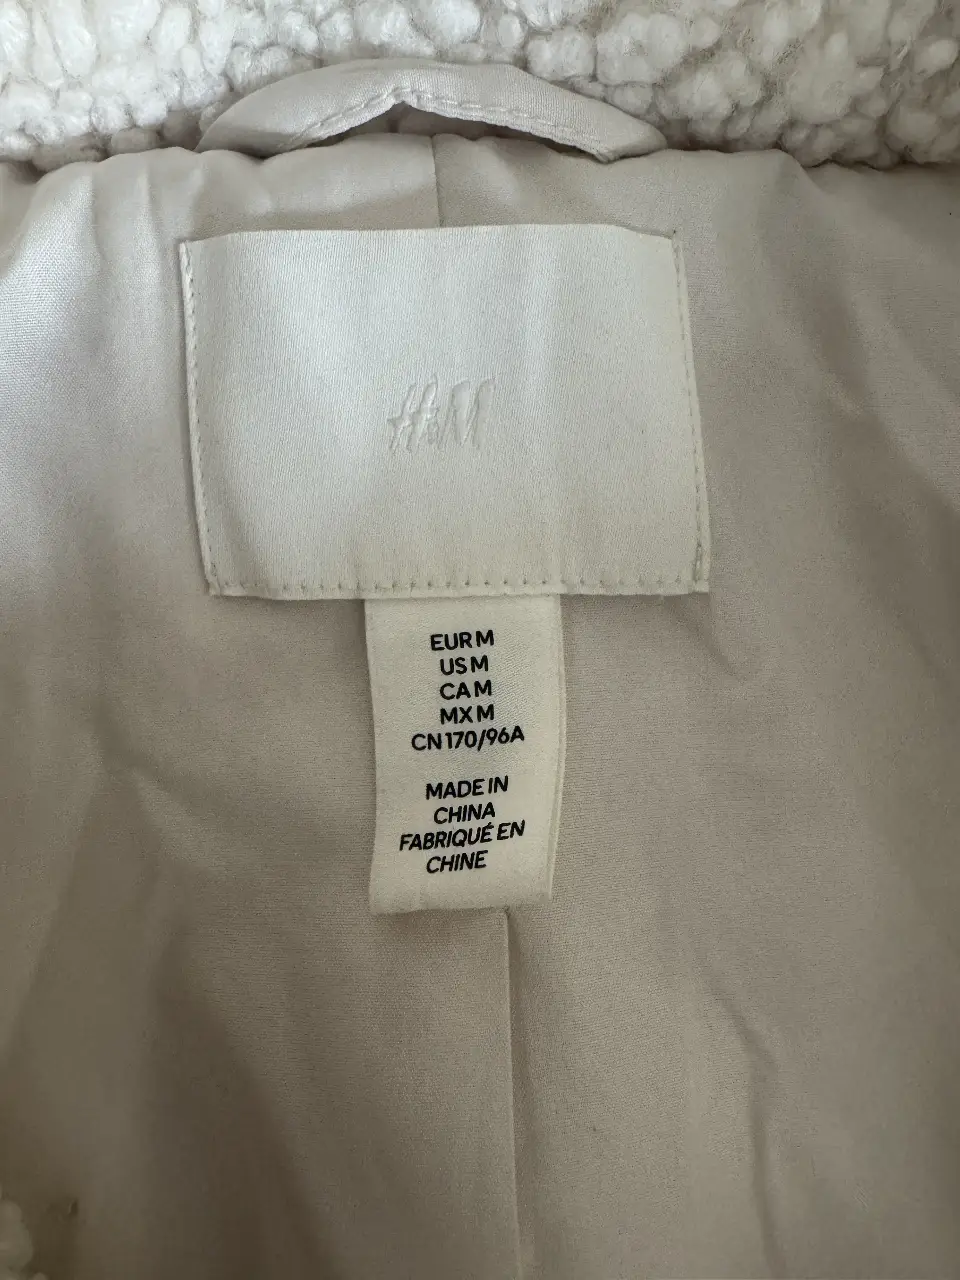 H&M
EUR M
US M
CA M
MX M
CN 170/96A
MADE IN
CHINA
FABRIQUÉ EN
CHINE